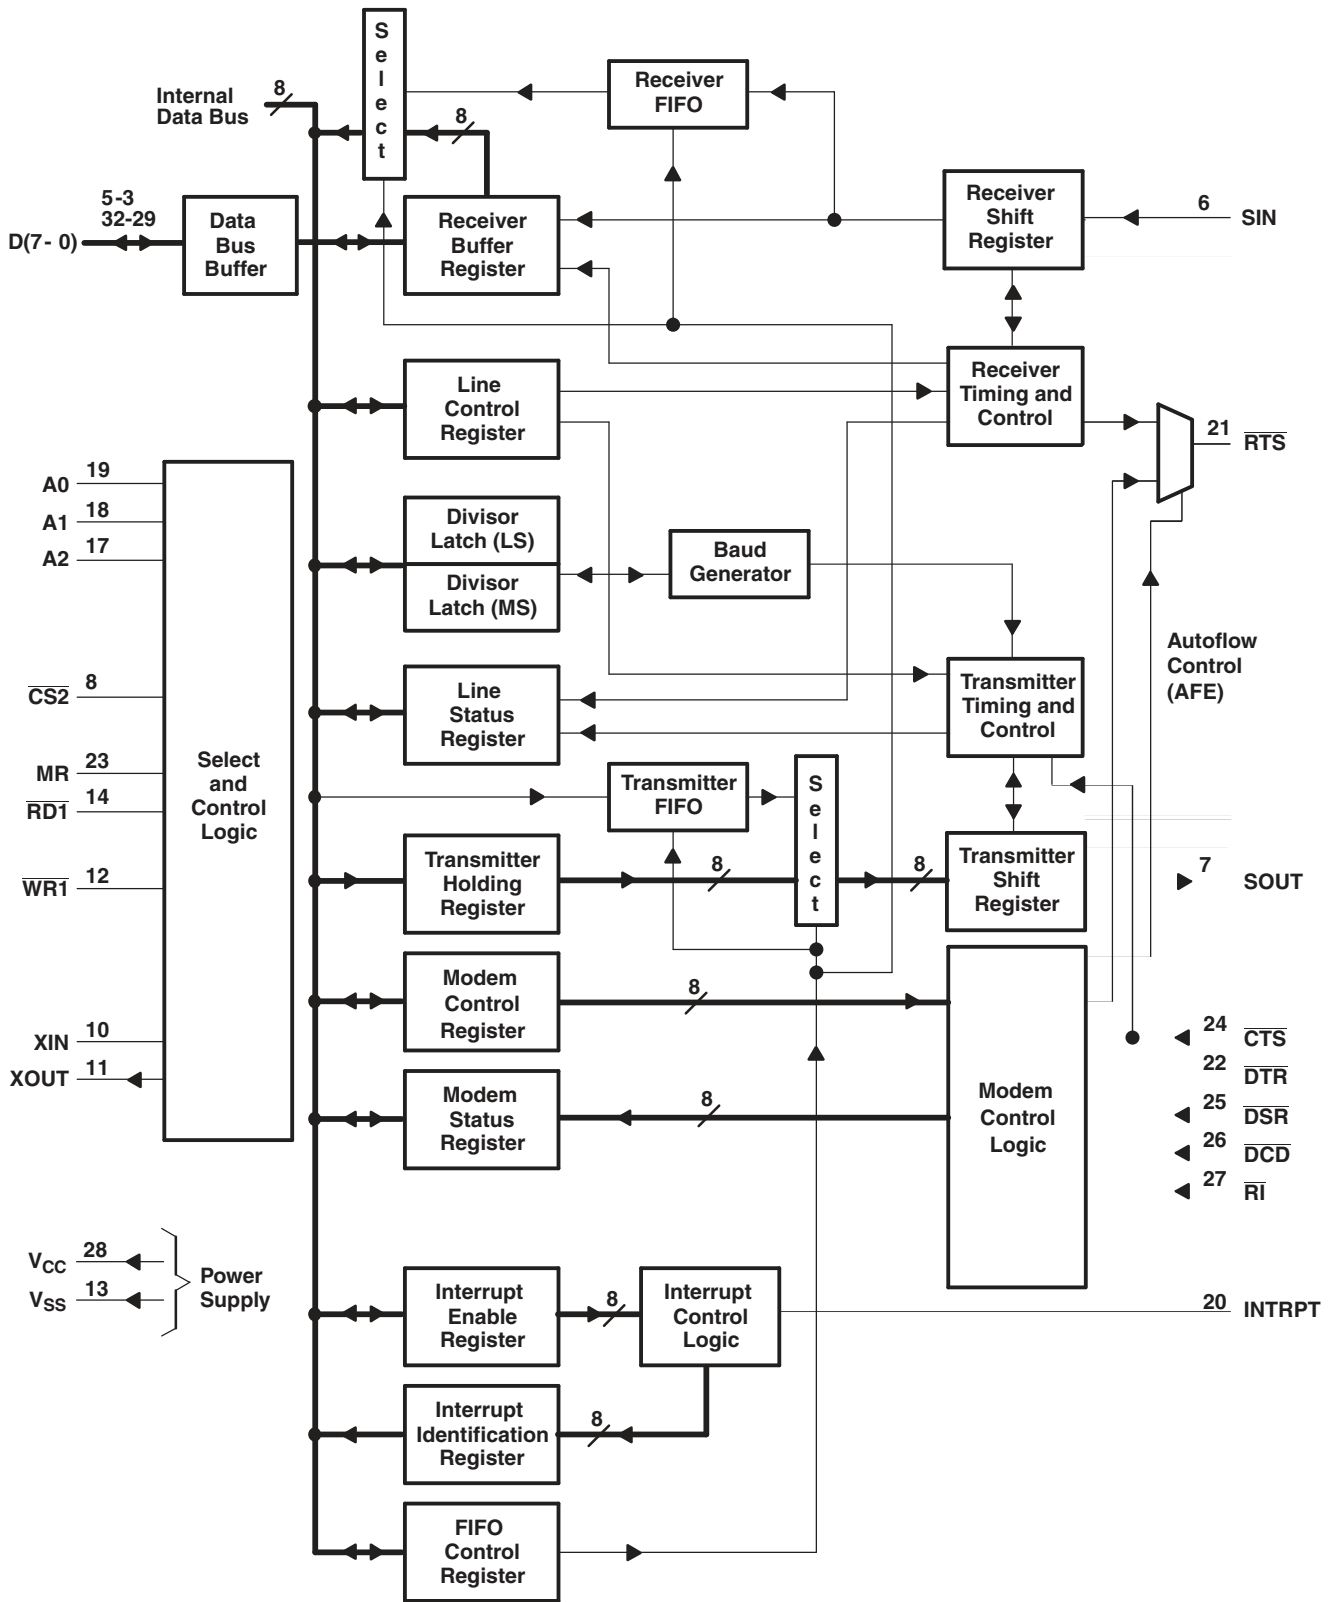 S
e
l
e
c
t
Internal
Data Bus
8
8
Receiver
FIFO
5-3
32-29
D(7- 0)
Data
Bus
Buffer
Receiver
Buffer
Register
Receiver
Shift
Register
6
SIN
Line
Control
Register
Receiver
Timing and
Control
21
RTS
A0
19
A1
18
A2
17
Divisor
Latch (LS)
Divisor
Latch (MS)
Baud
Generator
Autoflow
Control
(AFE)
CS2
8
Line
Status
Register
Transmitter
Timing and
Control
MR
23
RD1
14
WR1
12
Select
and
Control
Logic
Transmitter
FIFO
S
e
l
e
c
t
Transmitter
Holding
Register
8
8
Transmitter
Shift
Register
7
SOUT
Modem
Control
Register
8
XIN
10
XOUT
11
Modem
Status
Register
8
Modem
Control
Logic
24
CTS
22
DTR
25
DSR
26
DCD
27
RI
VCC
28
VSS
13
Power
Supply
Interrupt
Enable
Register
8
Interrupt
Control
Logic
20
INTRPT
Interrupt
Identification
Register
8
FIFO
Control
Register